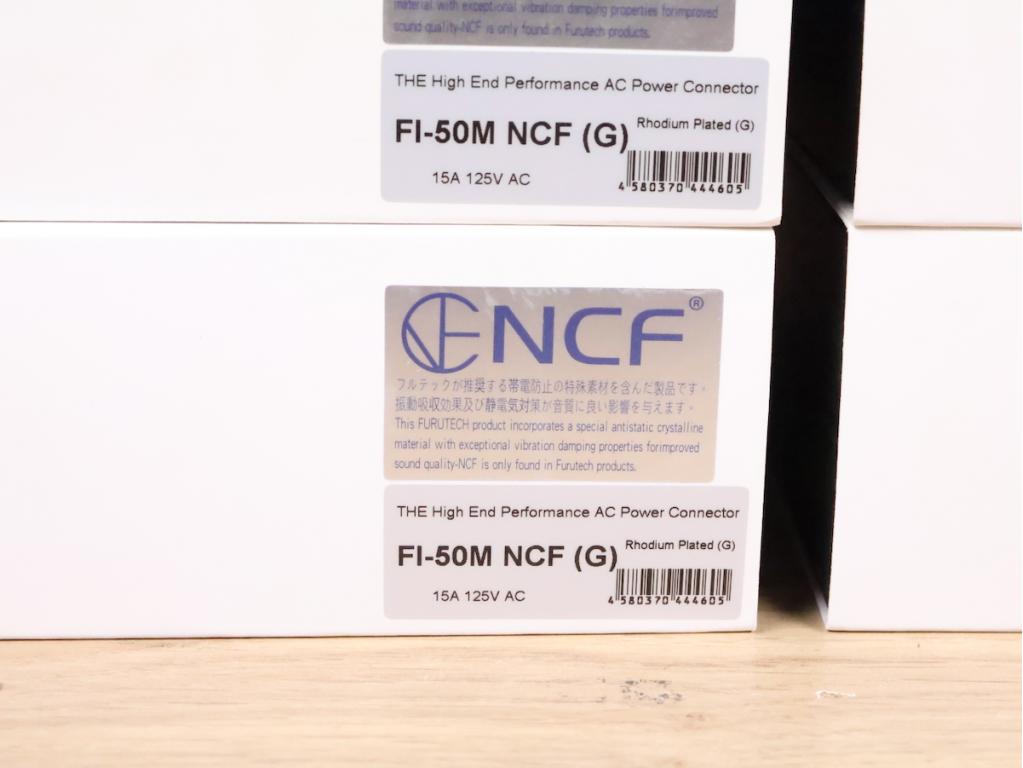 material with exceptional vibration damping properties forimproved
sound quality-NCF is only found in Furutech products.
THE High End Performance AC Power Connector
FI-50M NCF (G)
Rhodium Plated (G)
15A 125V AC
4 580370 444605
NCF®
フルテックが推奨する帯電防止の特殊素材を含んだ製品です。
振動吸収効果及び静電気対策が音質に良い影響を与えます。
This FURUTECH product incorporates a special antistatic crystalline
material with exceptional vibration damping properties forimproved
sound quality-NCF is only found in Furutech products.
THE High End Performance AC Power Connector
FI-50M NCF (G)
Rhodium Plated (G)
15A 125V AC
4 580370 444605